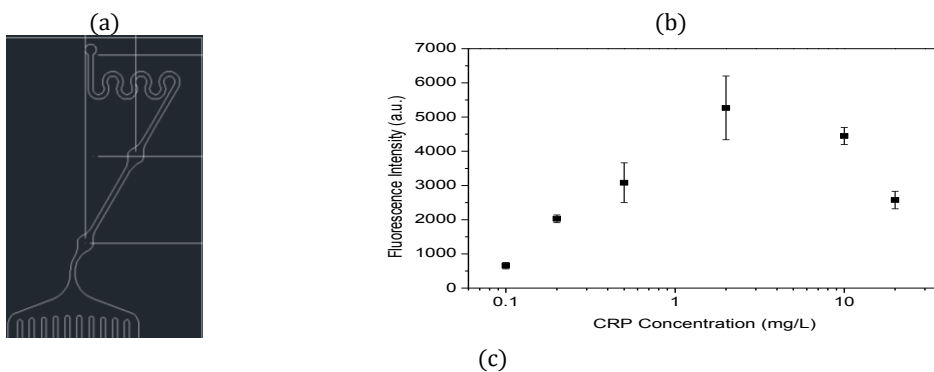 (a)
(b)
7000
6000
5000
4000
3000
2000
1000
0
Fluorescence Intensity (a.u.)
0.1
1
10
CRP Concentration (mg/L)
(c)